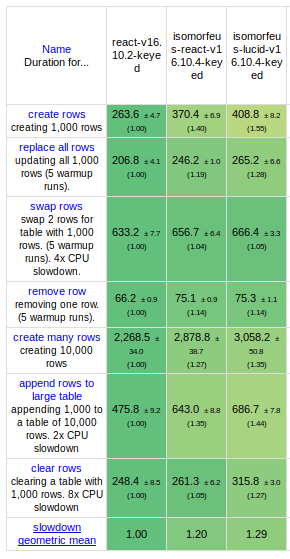 Name
Duration for...
react-v16.
10.2-keye
d
isomorfeu
s-react-v1
6.10.4-key
ed
isomorfeu
s-lucid-v1
6.10.4-key
ed
create rows
creating 1,000 rows
263.6 ± 4.7
(1.00)
370.4 ± 6.9
(1.40)
408.8 ± 8.2
(1.55)
replace all rows
updating all 1,000
rows (5 warmup
runs).
206.8 ± 4.1
(1.00)
246.2 ± 1.0
(1.19)
265.2 ± 6.6
(1.28)
swap rows
swap 2 rows for
table with 1,000
rows. (5 warmup
runs). 4x CPU
slowdown.
633.2 ± 7.7
(1.00)
656.7 ± 6.4
(1.04)
666.4 ± 3.3
(1.05)
remove row
removing one row.
(5 warmup runs).
66.2 ± 0.9
(1.00)
75.1 ± 0.9
(1.14)
75.3 ± 1.1
(1.14)
create many rows
creating 10,000
rows
2,268.5 ±
34.0
(1.00)
2,878.8 ±
38.7
(1.27)
3,058.2 ±
50.8
(1.35)
append rows to
large table
appending 1,000 to
a table of 10,000
rows. 2x CPU
slowdown
475.8 ± 9.2
(1.00)
643.0 ± 8.8
(1.35)
686.7 ± 7.8
(1.44)
clear rows
clearing a table with
1,000 rows. 8x CPU
slowdown
248.4 ± 8.5
(1.00)
261.3 ± 6.2
(1.05)
315.8 ± 3.0
(1.27)
slowdown
geometric mean
1.00
1.20
1.29